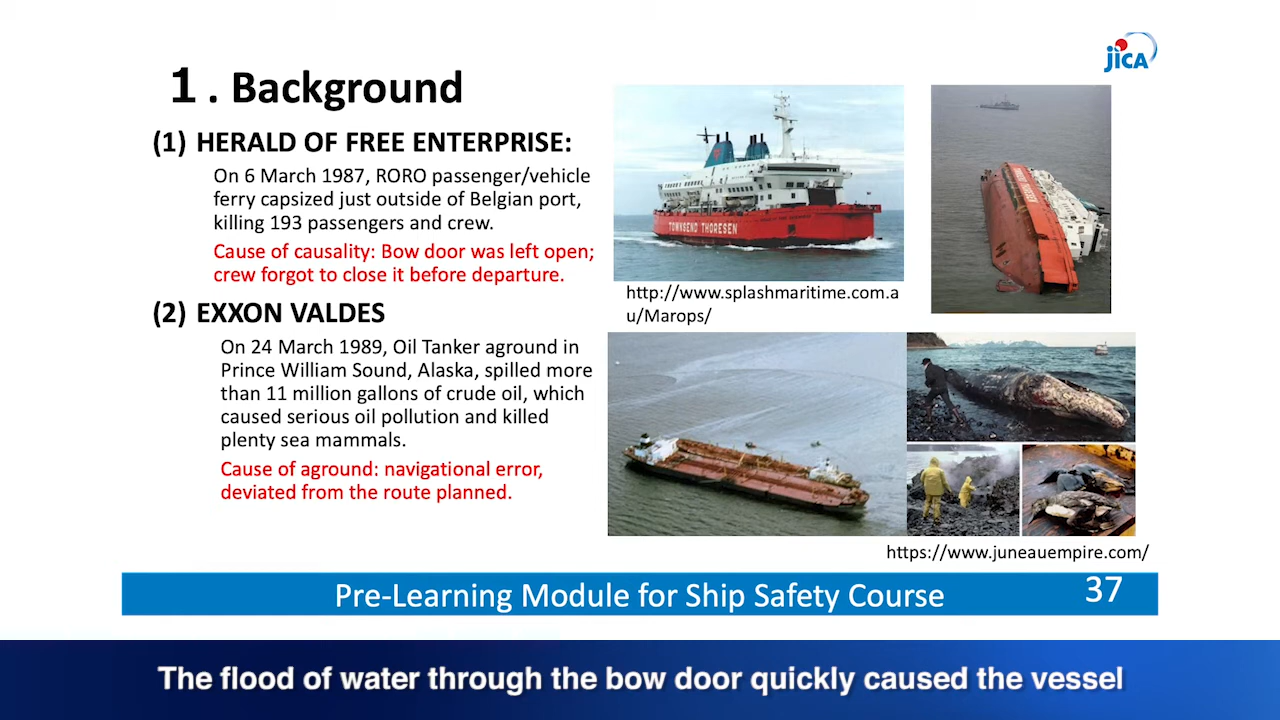 JICA
1 . Background
(1) HERALD OF FREE ENTERPRISE:
On 6 March 1987, RORO passenger/vehicle
ferry capsized just outside of Belgian port,
killing 193 passengers and crew.
Cause of causality: Bow door was left open;
crew forgot to close it before departure.
TOWNSEND THORESEN
http://www.splashmaritime.com.a
u/Marops/
(2) EXXON VALDES
On 24 March 1989, Oil Tanker aground in
Prince William Sound, Alaska, spilled more
than 11 million gallons of crude oil, which
caused serious oil pollution and killed
plenty sea mammals.
Cause of aground: navigational error,
deviated from the route planned.
https://www.juneauempire.com/
Pre-Learning Module for Ship Safety Course
37
The flood of water through the bow door quickly caused the vessel